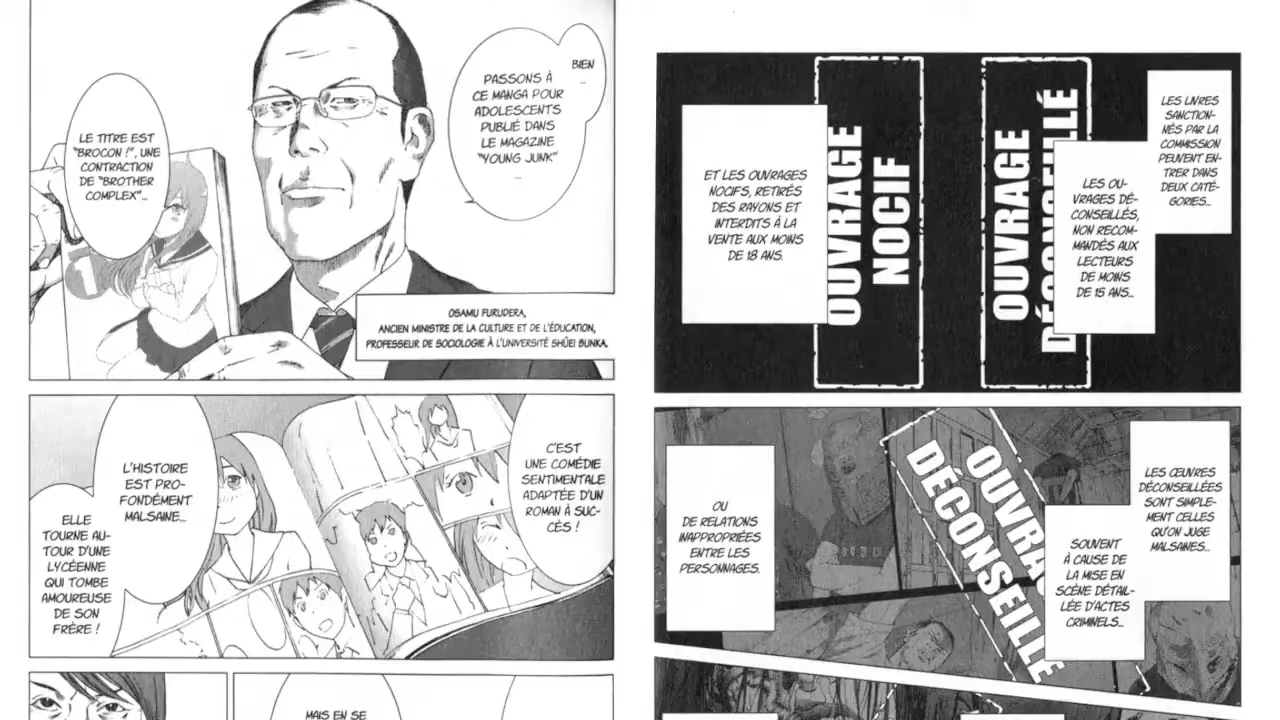 LES LIVRES
SANCTION-
NÉS PAR LA
COMMISSION
PEUVENT EN-
TRER DANS
DEUX CATÉ-
GORIES...
OUVRAGE
DÉCONSEILLÉ
LES OU-
VRAGES DÉ-
CONSEILLÉS,
NON RECOM-
MANDÉS AUX
LECTEURS
DE MOINS
DE 15 ANS...
OUVRAGE
NOCIF
ET LES OUVRAGES
NOCIFS, RETIRÉS
DES RAYONS ET
INTERDITS À LA
VENTE AUX MOINS
DE 18 ANS.
LES ŒUVRES
DÉCONSEILLÉES
SONT SIMPLE-
MENT CELLES
QU'ON JUGE
MALSAINES...
OUVRAG
DÉCONSEILLÉ
SOUVENT
À CAUSE DE
LA MISE EN
SCÈNE DÉTAIL-
LÉE D'ACTES
CRIMINELS...
OU
DE RELATIONS
INAPPROPRIÉES
ENTRE LES
PERSONNAGES.
BIEN
...
PASSONS À
CE MANGA POUR
ADOLESCENTS
PUBLIÉ DANS
LE MAGAZINE
"YOUNG JUNK"
...
LE TITRE EST
"BROCON !", UNE
CONTRACTION
DE "BROTHER
COMPLEX"...
1
OSAMU FURUDERA,
ANCIEN MINISTRE DE LA CULTURE ET DE L'ÉDUCATION,
PROFESSEUR DE SOCIOLOGIE À L'UNIVERSITÉ SHÛEI BUNKA.
C'EST
UNE COMÉDIE
SENTIMENTALE
ADAPTÉE D'UN
ROMAN À SUC-
CÈS !
L'HISTOIRE
EST PRO-
FONDÉMENT
MALSAINE...
ELLE
TOURNE AU-
TOUR D'UNE
LYCÉENNE
QUI TOMBE
AMOUREUSE
DE SON
FRÈRE !
MAIS EN SE